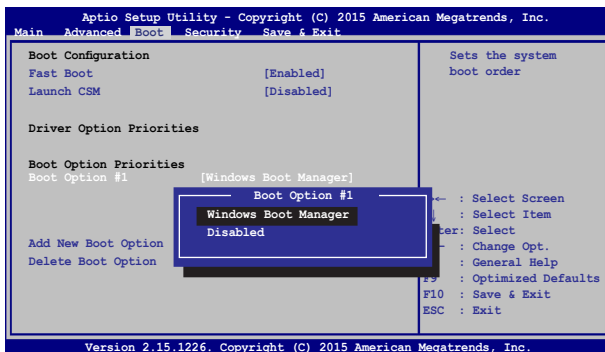 Aptio Setup Utility - Copyright (C) 2015 American Megatrends, Inc.
Main Advanced Boot Security Save & Exit
Boot Configuration
Fast Boot [Enabled]
Launch CSM [Disabled]
Driver Option Priorities
Boot Option Priorities
Boot Option #1 [Windows Boot Manager]
Boot Option #1
Windows Boot Manager
Disabled
Add New Boot Option
Delete Boot Option
Sets the system
boot order
: Select Screen
: Select Item
: Select
: Change Opt.
: General Help
F9 : Optimized Defaults
F10 : Save & Exit
ESC : Exit
Version 2.15.1226. Copyright (C) 2015 American Megatrends, Inc.